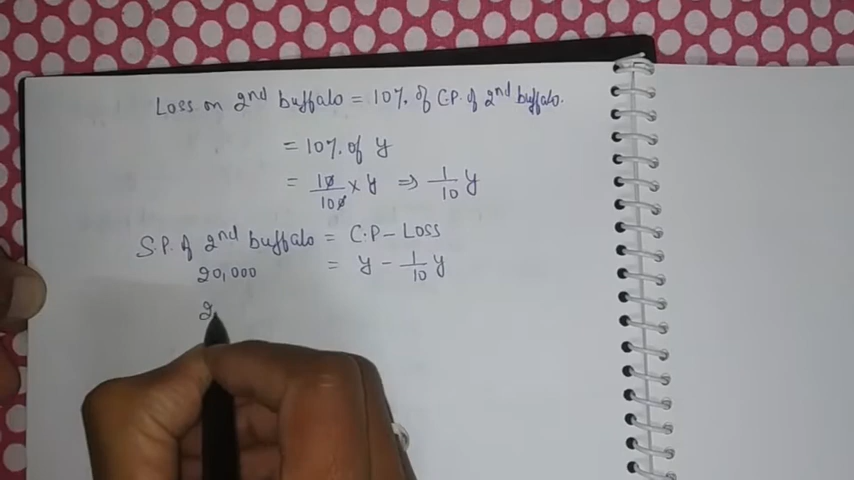 Loss on 2nd buffalo = 10%. of C.P. of 2nd buffalo.
= 10%. of y
= 10/100 × y ⇒ 1/10 y
S.P. of 2nd buffalo = C.P - Loss
20,000 = y - 1/10 y
2